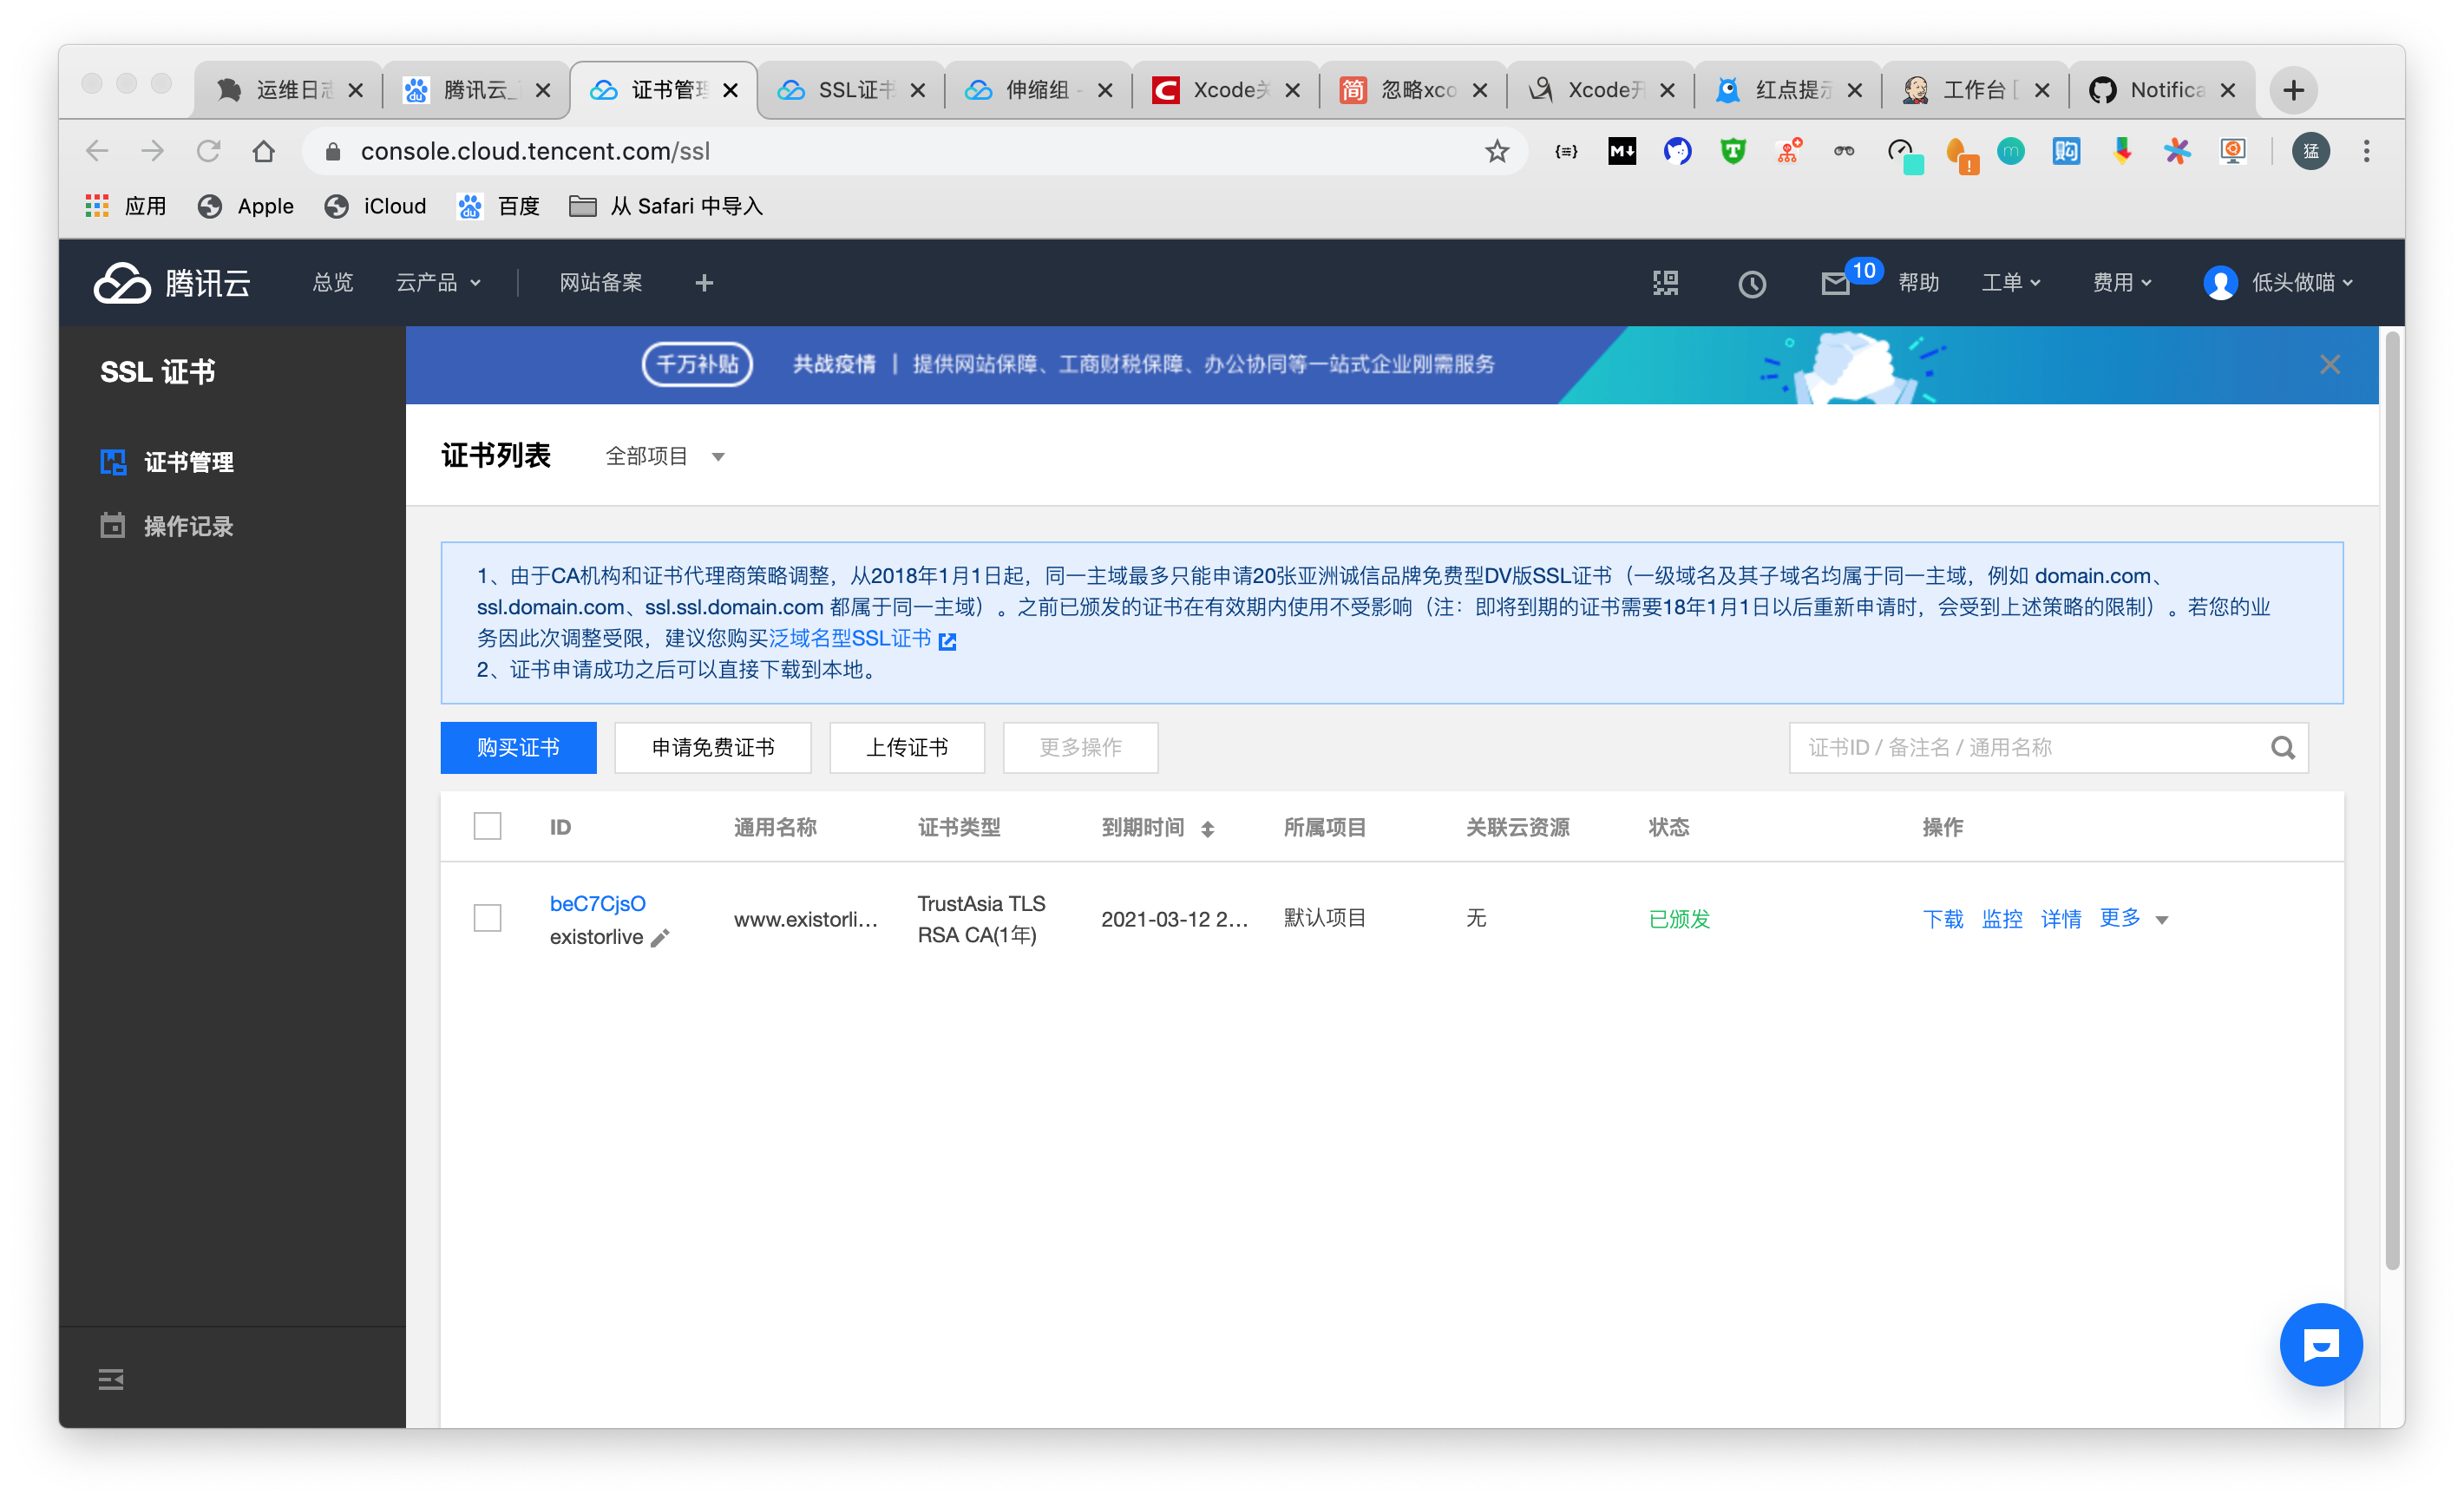 运维日志
腾讯云_
证书管理
SSL证书
伸缩组 -
Xcode关
忽略xco
Xcode开
红点提示
工作台
Notifica
console.cloud.tencent.com/ssl
猛
应用
Apple
iCloud
百度
从 Safari 中导入
腾讯云
总览
云产品
网站备案
10
帮助
工单
费用
低头做喵
SSL 证书
证书管理
操作记录
千万补贴
共战疫情 | 提供网站保障、工商财税保障、办公协同等一站式企业刚需服务
证书列表
全部项目
1、由于CA机构和证书代理商策略调整，从2018年1月1日起，同一主域最多只能申请20张亚洲诚信品牌免费型DV版SSL证书（一级域名及其子域名均属于同一主域，例如 domain.com、
ssl.domain.com、ssl.ssl.domain.com 都属于同一主域）。之前已颁发的证书在有效期内使用不受影响（注：即将到期的证书需要18年1月1日以后重新申请时，会受到上述策略的限制）。若您的业
务因此次调整受限，建议您购买泛域名型SSL证书
2、证书申请成功之后可以直接下载到本地。
购买证书
申请免费证书
上传证书
更多操作
证书ID / 备注名 / 通用名称
ID
通用名称
证书类型
到期时间
所属项目
关联云资源
状态
操作
beC7CjsO
existorlive
www.existorli...
TrustAsia TLS
RSA CA(1年)
2021-03-12 2...
默认项目
无
已颁发
下载
监控
详情
更多